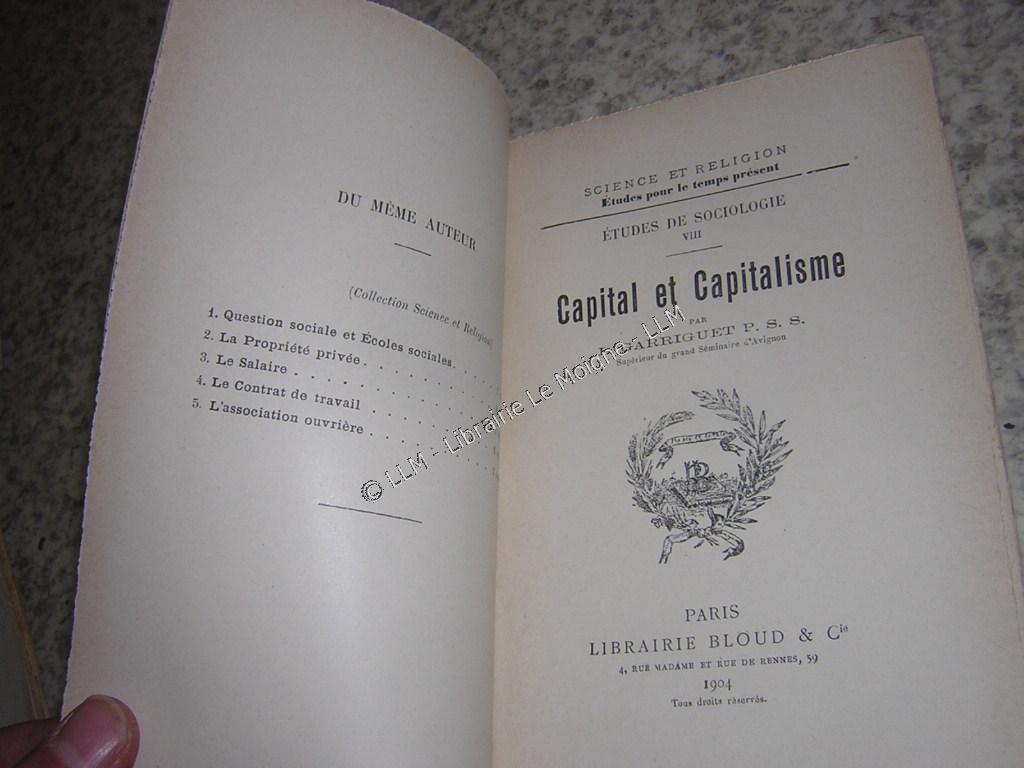 DU MÊME AUTEUR
(Collection Science et Religion)
1. Question sociale et Écoles sociales. . .
2. La Propriété privée . . . . . . . .
3. Le Salaire . . . . . . . . . . .
4. Le Contrat de travail . . . . . . .
5. L'association ouvrière . . . . . . .
SCIENCE ET RELIGION
Études pour le temps présent
ÉTUDES DE SOCIOLOGIE
VIII
Capital et Capitalisme
PAR
GARRIGUET P. S. S.
Supérieur du grand Séminaire d'Avignon
PARIS
LIBRAIRIE BLOUD & Cie
4, RUE MADAME ET RUE DE RENNES, 59
1904
Tous droits réservés.
© LLM - Librairie Le Moigne - LLM